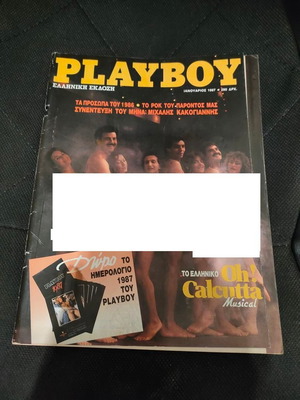 PLAYBOY
ΕΛΛΗΝΙΚΗ ΕΚΔΟΣΗ
ΙΑΝΟΥΑΡΙΟΣ 1987 • 300 ΔΡΧ.
ΤΑ ΠΡΟΣΩΠΑ ΤΟΥ 1986 • ΤΟ ΡΟΚ ΤΟΥ ΠΑΡΟΝΤΟΣ ΜΑΣ
ΣΥΝΕΝΤΕΥΞΗ ΤΟΥ ΜΗΝΑ: ΜΙΧΑΛΗΣ ΚΑΚΟΓΙΑΝΝΗΣ
Δώρο ΤΟ
ΗΜΕΡΟΛΟΓΙΟ
1987
ΤΟΥ
PLAYBOY
ΤΟ ΕΛΛΗΝΙΚΟ Oh!
Calcutta
Musical